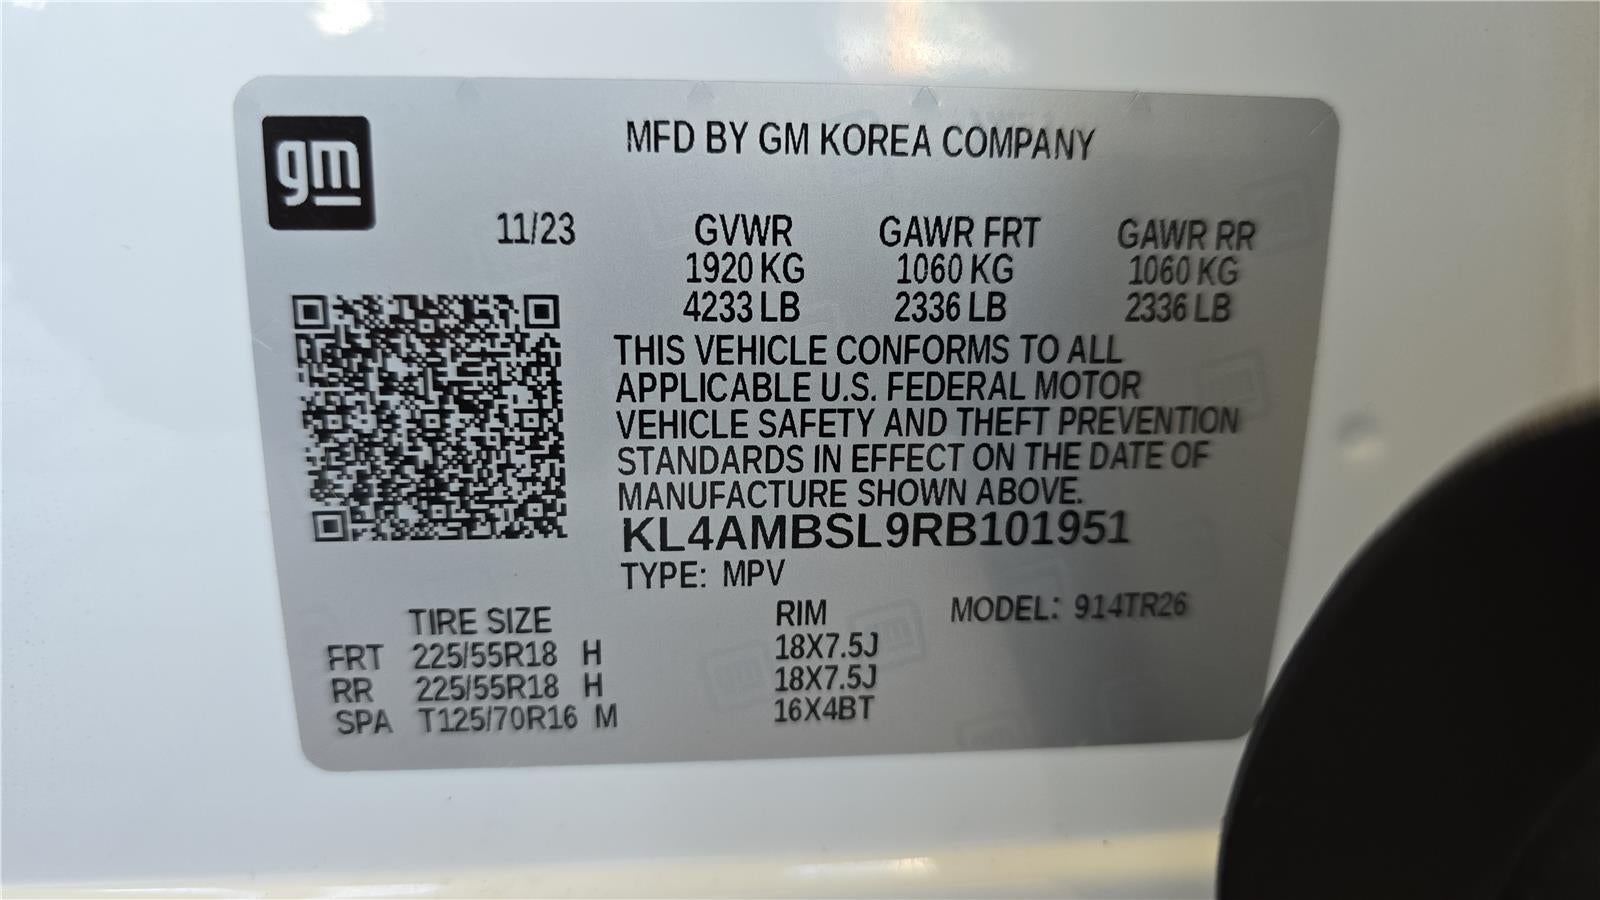 gm
MFD BY GM KOREA COMPANY
11/23 GVWR GAWR FRT GAWR RR
1920 KG 1060 KG 1060 KG
4233 LB 2336 LB 2336 LB
THIS VEHICLE CONFORMS TO ALL
APPLICABLE U.S. FEDERAL MOTOR
VEHICLE SAFETY AND THEFT PREVENTION
STANDARDS IN EFFECT ON THE DATE OF
MANUFACTURE SHOWN ABOVE.
KL4AMBSL9RB101951
TYPE: MPV
TIRE SIZE RIM MODEL: 914TR26
FRT 225/55R18 H 18X7.5J
RR 225/55R18 H 18X7.5J
SPA T125/70R16 M 16X4BT